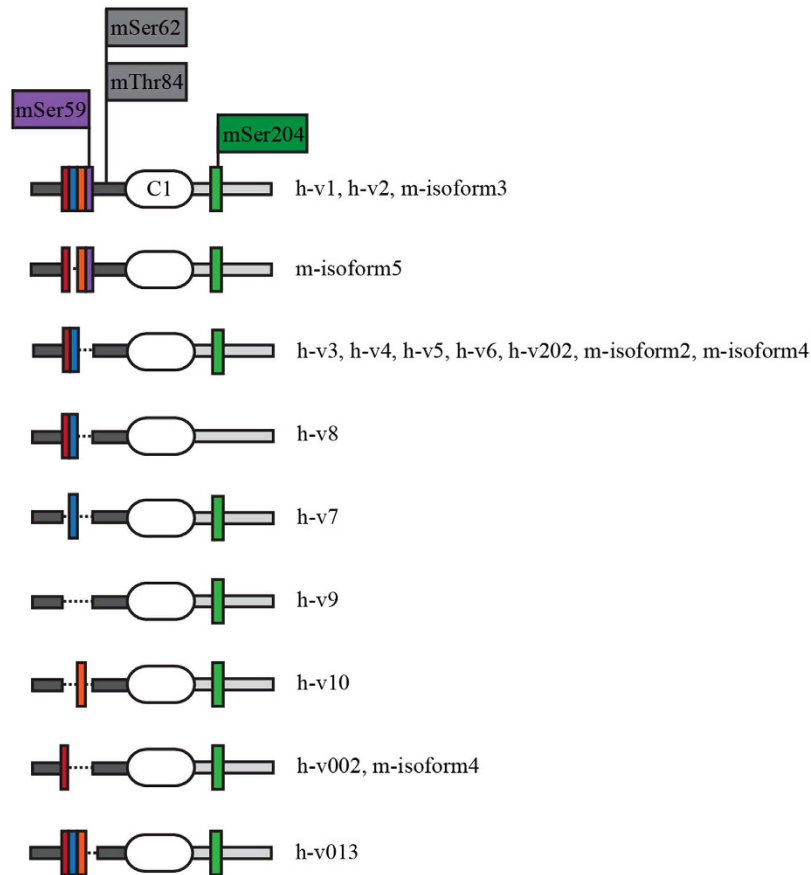 mSer62
mThr84
mSer59
mSer204
C1
h-v1, h-v2, m-isoform3
m-isoform5
h-v3, h-v4, h-v5, h-v6, h-v202, m-isoform2, m-isoform4
h-v8
h-v7
h-v9
h-v10
h-v002, m-isoform4
h-v013